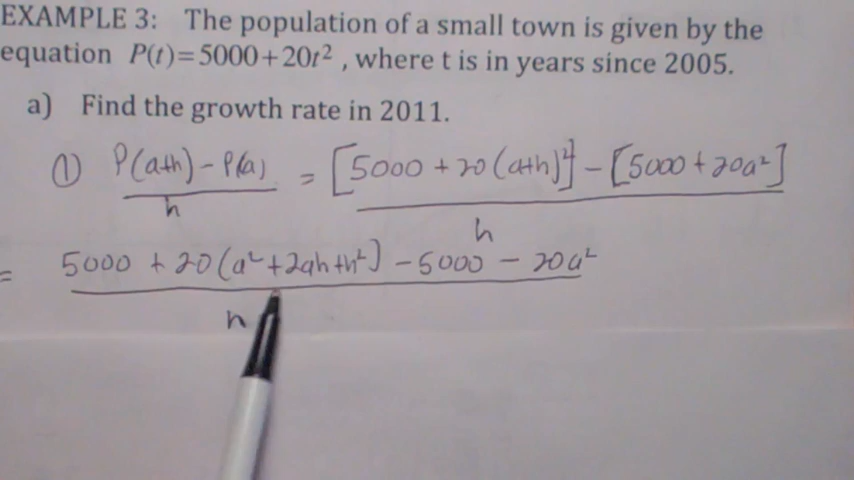 EXAMPLE 3: The population of a small town is given by the
equation P(t)=5000+20t², where t is in years since 2005.
a) Find the growth rate in 2011.
① P(a+h) - P(a) / h = [5000 + 20(a+h)²] - [5000 + 20a²] / h
= 5000 + 20(a²+2ah+h²) - 5000 - 20a² / h